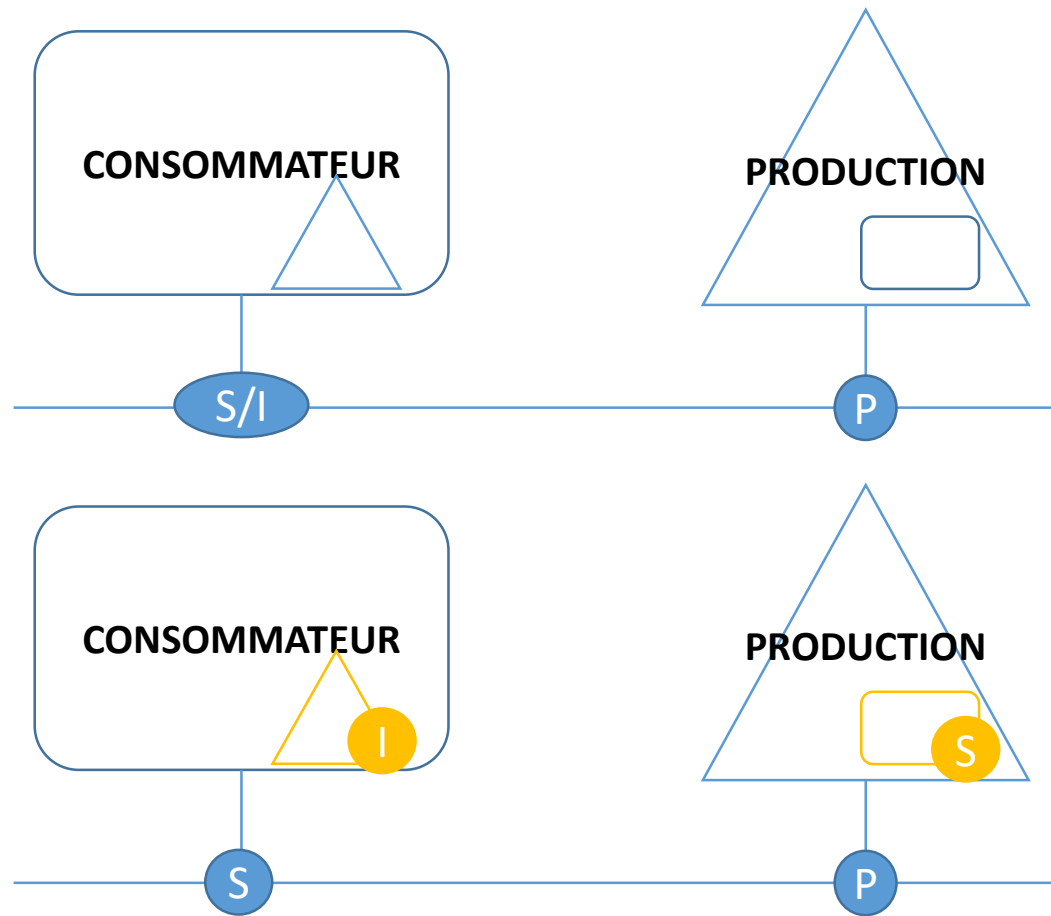 CONSOMMATEUR
PRODUCTION
S/I
P
CONSOMMATEUR
PRODUCTION
I
S
S
P